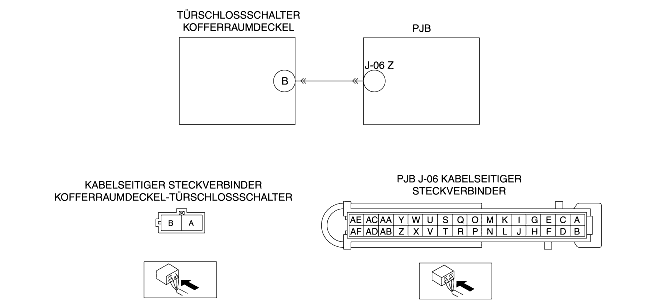 TÜRSCHLOSSSCHALTER
KOFFERRAUMDECKEL
PJB
J-06 Z
B
KABELSEITIGER STECKVERBINDER
KOFFERRAUMDECKEL-TÜRSCHLOSSSCHALTER
PJB J-06 KABELSEITIGER
STECKVERBINDER
B A
AE AC AA Y W U S Q O M K I G E C A
AF AD AB Z X V T R P N L J H F D B